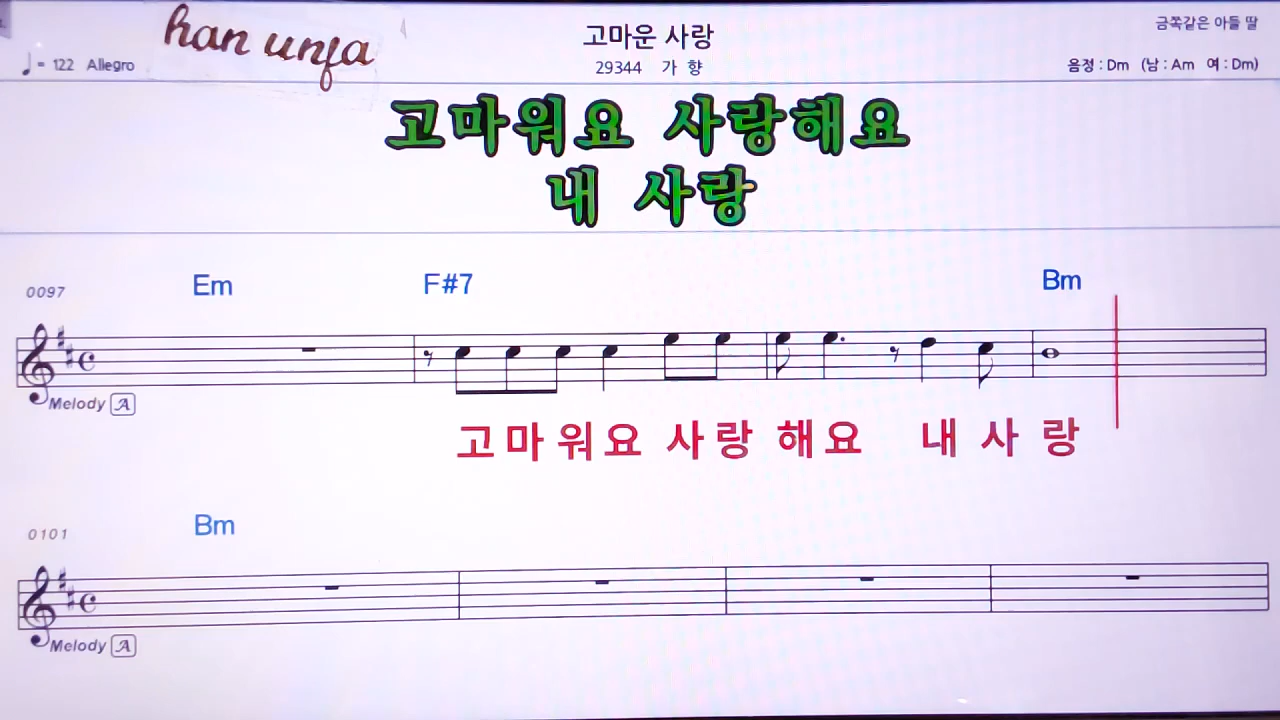 han unfa
고마운 사랑
금쪽같은 아들 딸
♩= 122 Allegro
29344 가 향
음정 : Dm (남 : Am 여 : Dm)
고마워요 사랑해요
내 사랑
0097 Em F#7 Bm
Melody A
고마워요 사랑 해요 내 사 랑
0101 Bm
Melody A